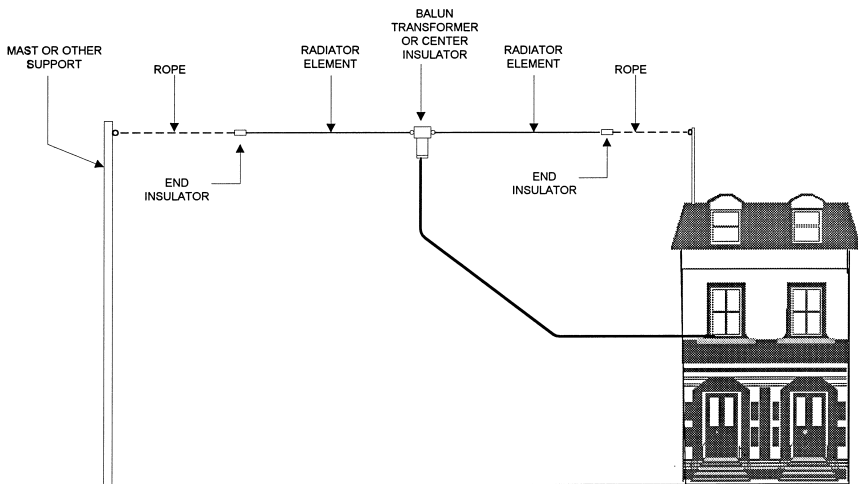 BALUN
TRANSFORMER
OR CENTER
INSULATOR
MAST OR OTHER
SUPPORT
ROPE
RADIATOR
ELEMENT
RADIATOR
ELEMENT
ROPE
END
INSULATOR
END
INSULATOR